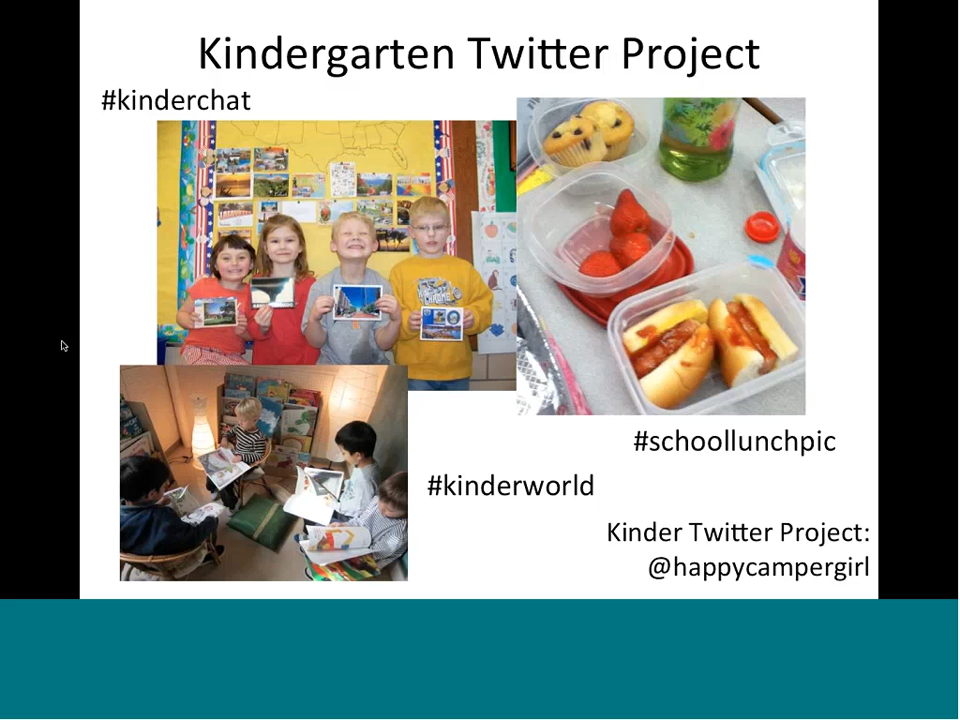 Kindergarten Twitter Project
#kinderchat
#schoollunchpic
#kinderworld
Kinder Twitter Project:
@happycampergirl